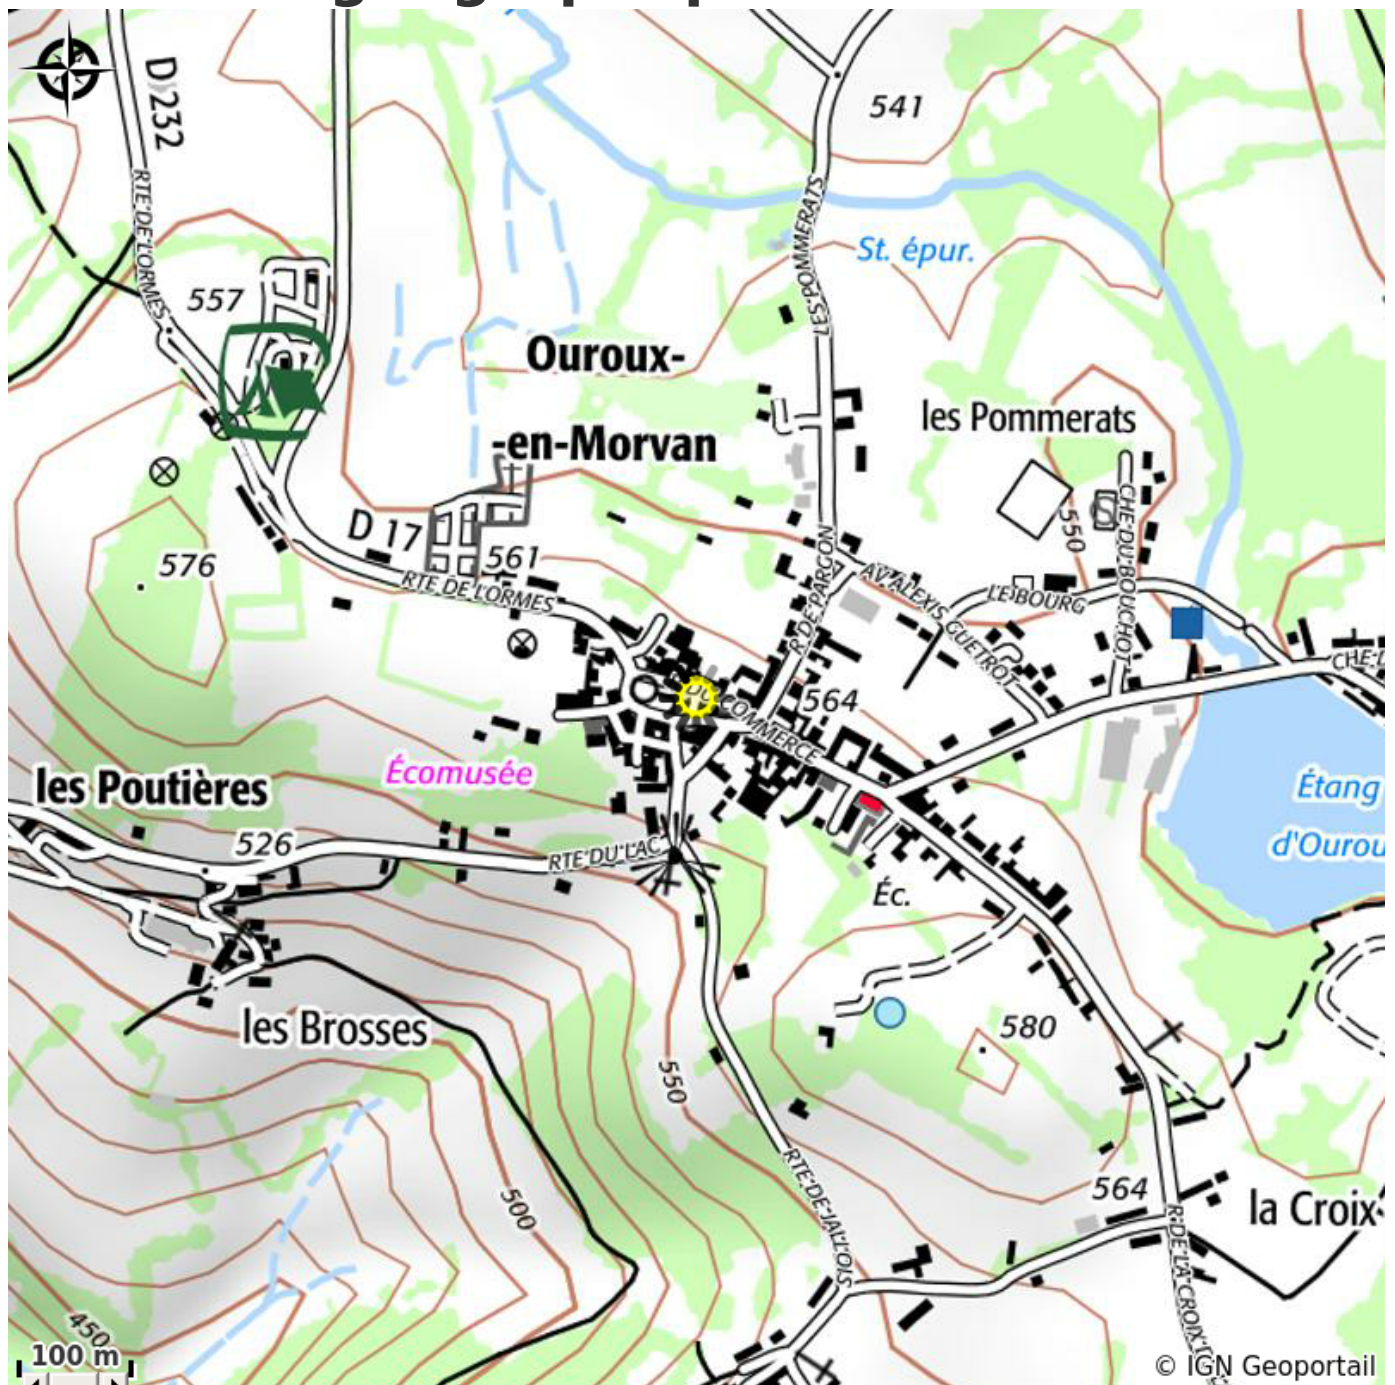 D 232
541
RTE DE L'ORMES
LES POMMERATS
St. épur.
557
Ouroux-
-en-Morvan
les Pommerats
D 17
561
550
CHE DU BOUCHOT
576
RTE DE L'ORMES
R DE PARGON
AV ALEXIS GUETROT
LE BOURG
CHE
564
DU COMMERCE
Écomusée
les Poutières
Étang
d'Ourou
526
RTE DU LAC
Éc.
les Brosses
580
550
500
RTE DE JALLOIS
564
la Croix-
R DE LA CROIX
450
100 m
© IGN Geoportail